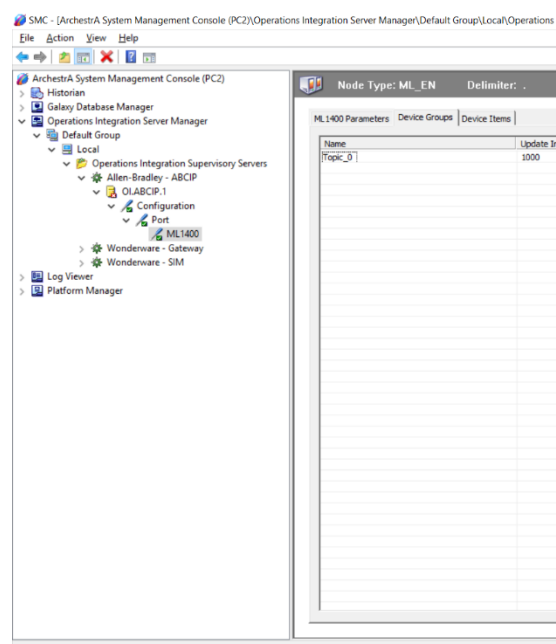 SMC - [ArchestrA System Management Console (PC2)\Operations Integration Server Manager\Default Group\Local\Operations
File Action View Help
ArchestrA System Management Console (PC2)
Historian
Galaxy Database Manager
Operations Integration Server Manager
Default Group
Local
Operations Integration Supervisory Servers
Allen-Bradley - ABCIP
OI.ABCIP.1
Configuration
Port
ML1400
Wonderware - Gateway
Wonderware - SIM
Log Viewer
Platform Manager
Node Type: ML_EN Delimiter: .
ML1400 Parameters Device Groups Device Items
Name Update In
Topic_0 1000